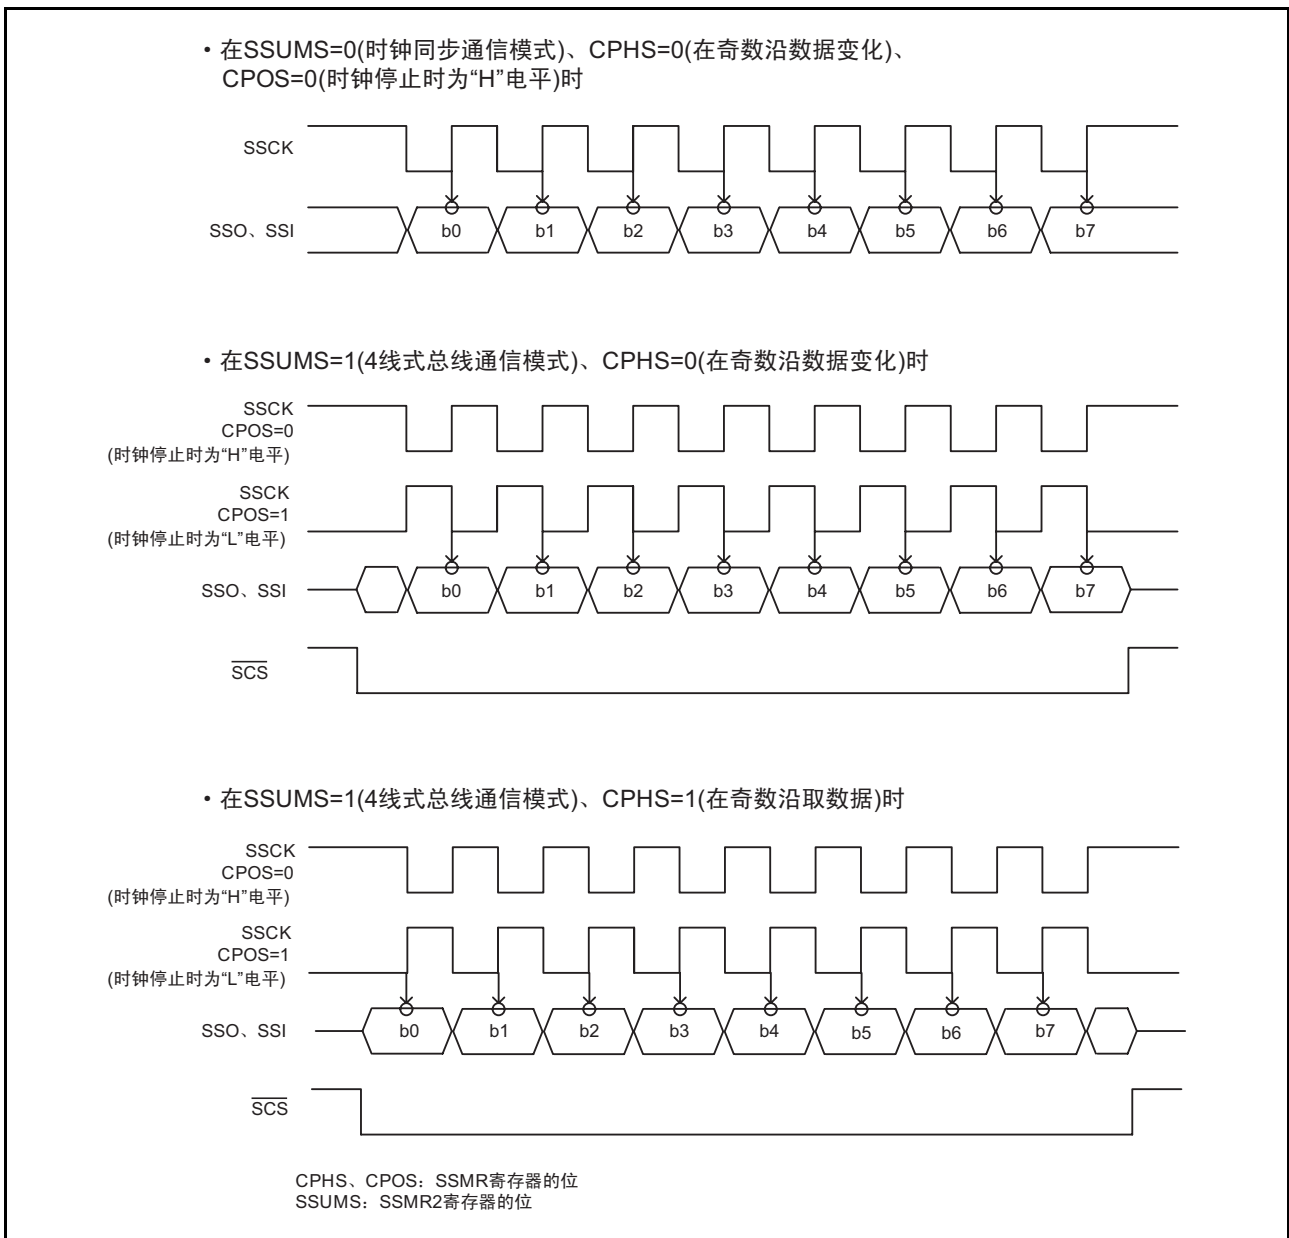 ・在SSUMS=0(时钟同步通信模式)、CPHS=0(在奇数沿数据变化)、
CPOS=0(时钟停止时为“H”电平)时
SSCK
SSO、SSI
b0 b1 b2 b3 b4 b5 b6 b7
・在SSUMS=1(4线式总线通信模式)、CPHS=0(在奇数沿数据变化)时
SSCK
CPOS=0
(时钟停止时为“H”电平)
SSCK
CPOS=1
(时钟停止时为“L”电平)
SSO、SSI
b0 b1 b2 b3 b4 b5 b6 b7
SCS
・在SSUMS=1(4线式总线通信模式)、CPHS=1(在奇数沿取数据)时
SSCK
CPOS=0
(时钟停止时为“H”电平)
SSCK
CPOS=1
(时钟停止时为“L”电平)
SSO、SSI
b0 b1 b2 b3 b4 b5 b6 b7
SCS
CPHS、CPOS：SSMR寄存器的位
SSUMS：SSMR2寄存器的位